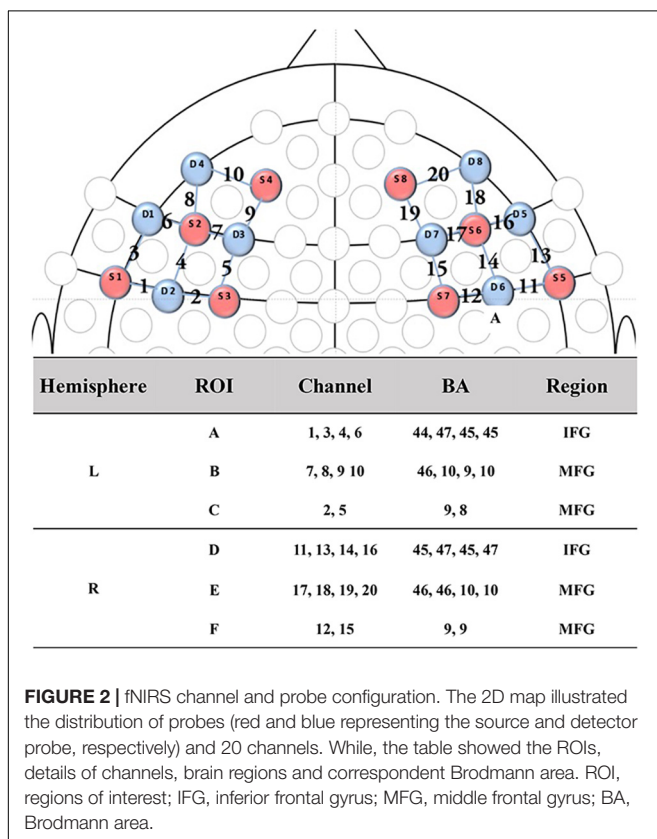 D4 10 S4 S8 20 D8
8 9 19 18
D1 6 S2 7 D3 D7 17 S6 16 D5
3 4 5 15 14 13
S1 1 D2 2 S3 S7 12 D6 11 S5
A
Hemisphere ROI Channel BA Region
A 1, 3, 4, 6 44, 47, 45, 45 IFG
L B 7, 8, 9 10 46, 10, 9, 10 MFG
C 2, 5 9, 8 MFG
D 11, 13, 14, 16 45, 47, 45, 47 IFG
R E 17, 18, 19, 20 46, 46, 10, 10 MFG
F 12, 15 9, 9 MFG
FIGURE 2 | fNIRS channel and probe configuration. The 2D map illustrated
the distribution of probes (red and blue representing the source and detector
probe, respectively) and 20 channels. While, the table showed the ROIs,
details of channels, brain regions and correspondent Brodmann area. ROI,
regions of interest; IFG, inferior frontal gyrus; MFG, middle frontal gyrus; BA,
Brodmann area.